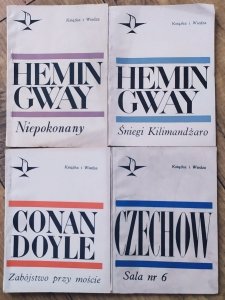 Książka i Wiedza
HEMIN
GWAY
Niepokonany
Książka i Wiedza
HEMIN
GWAY
Śniegi Kilimandżaro
Książka i Wiedza
CONAN
DOYLE
Zabójstwo przy moście
Książka i Wiedza
CZECHOW
Sala nr 6